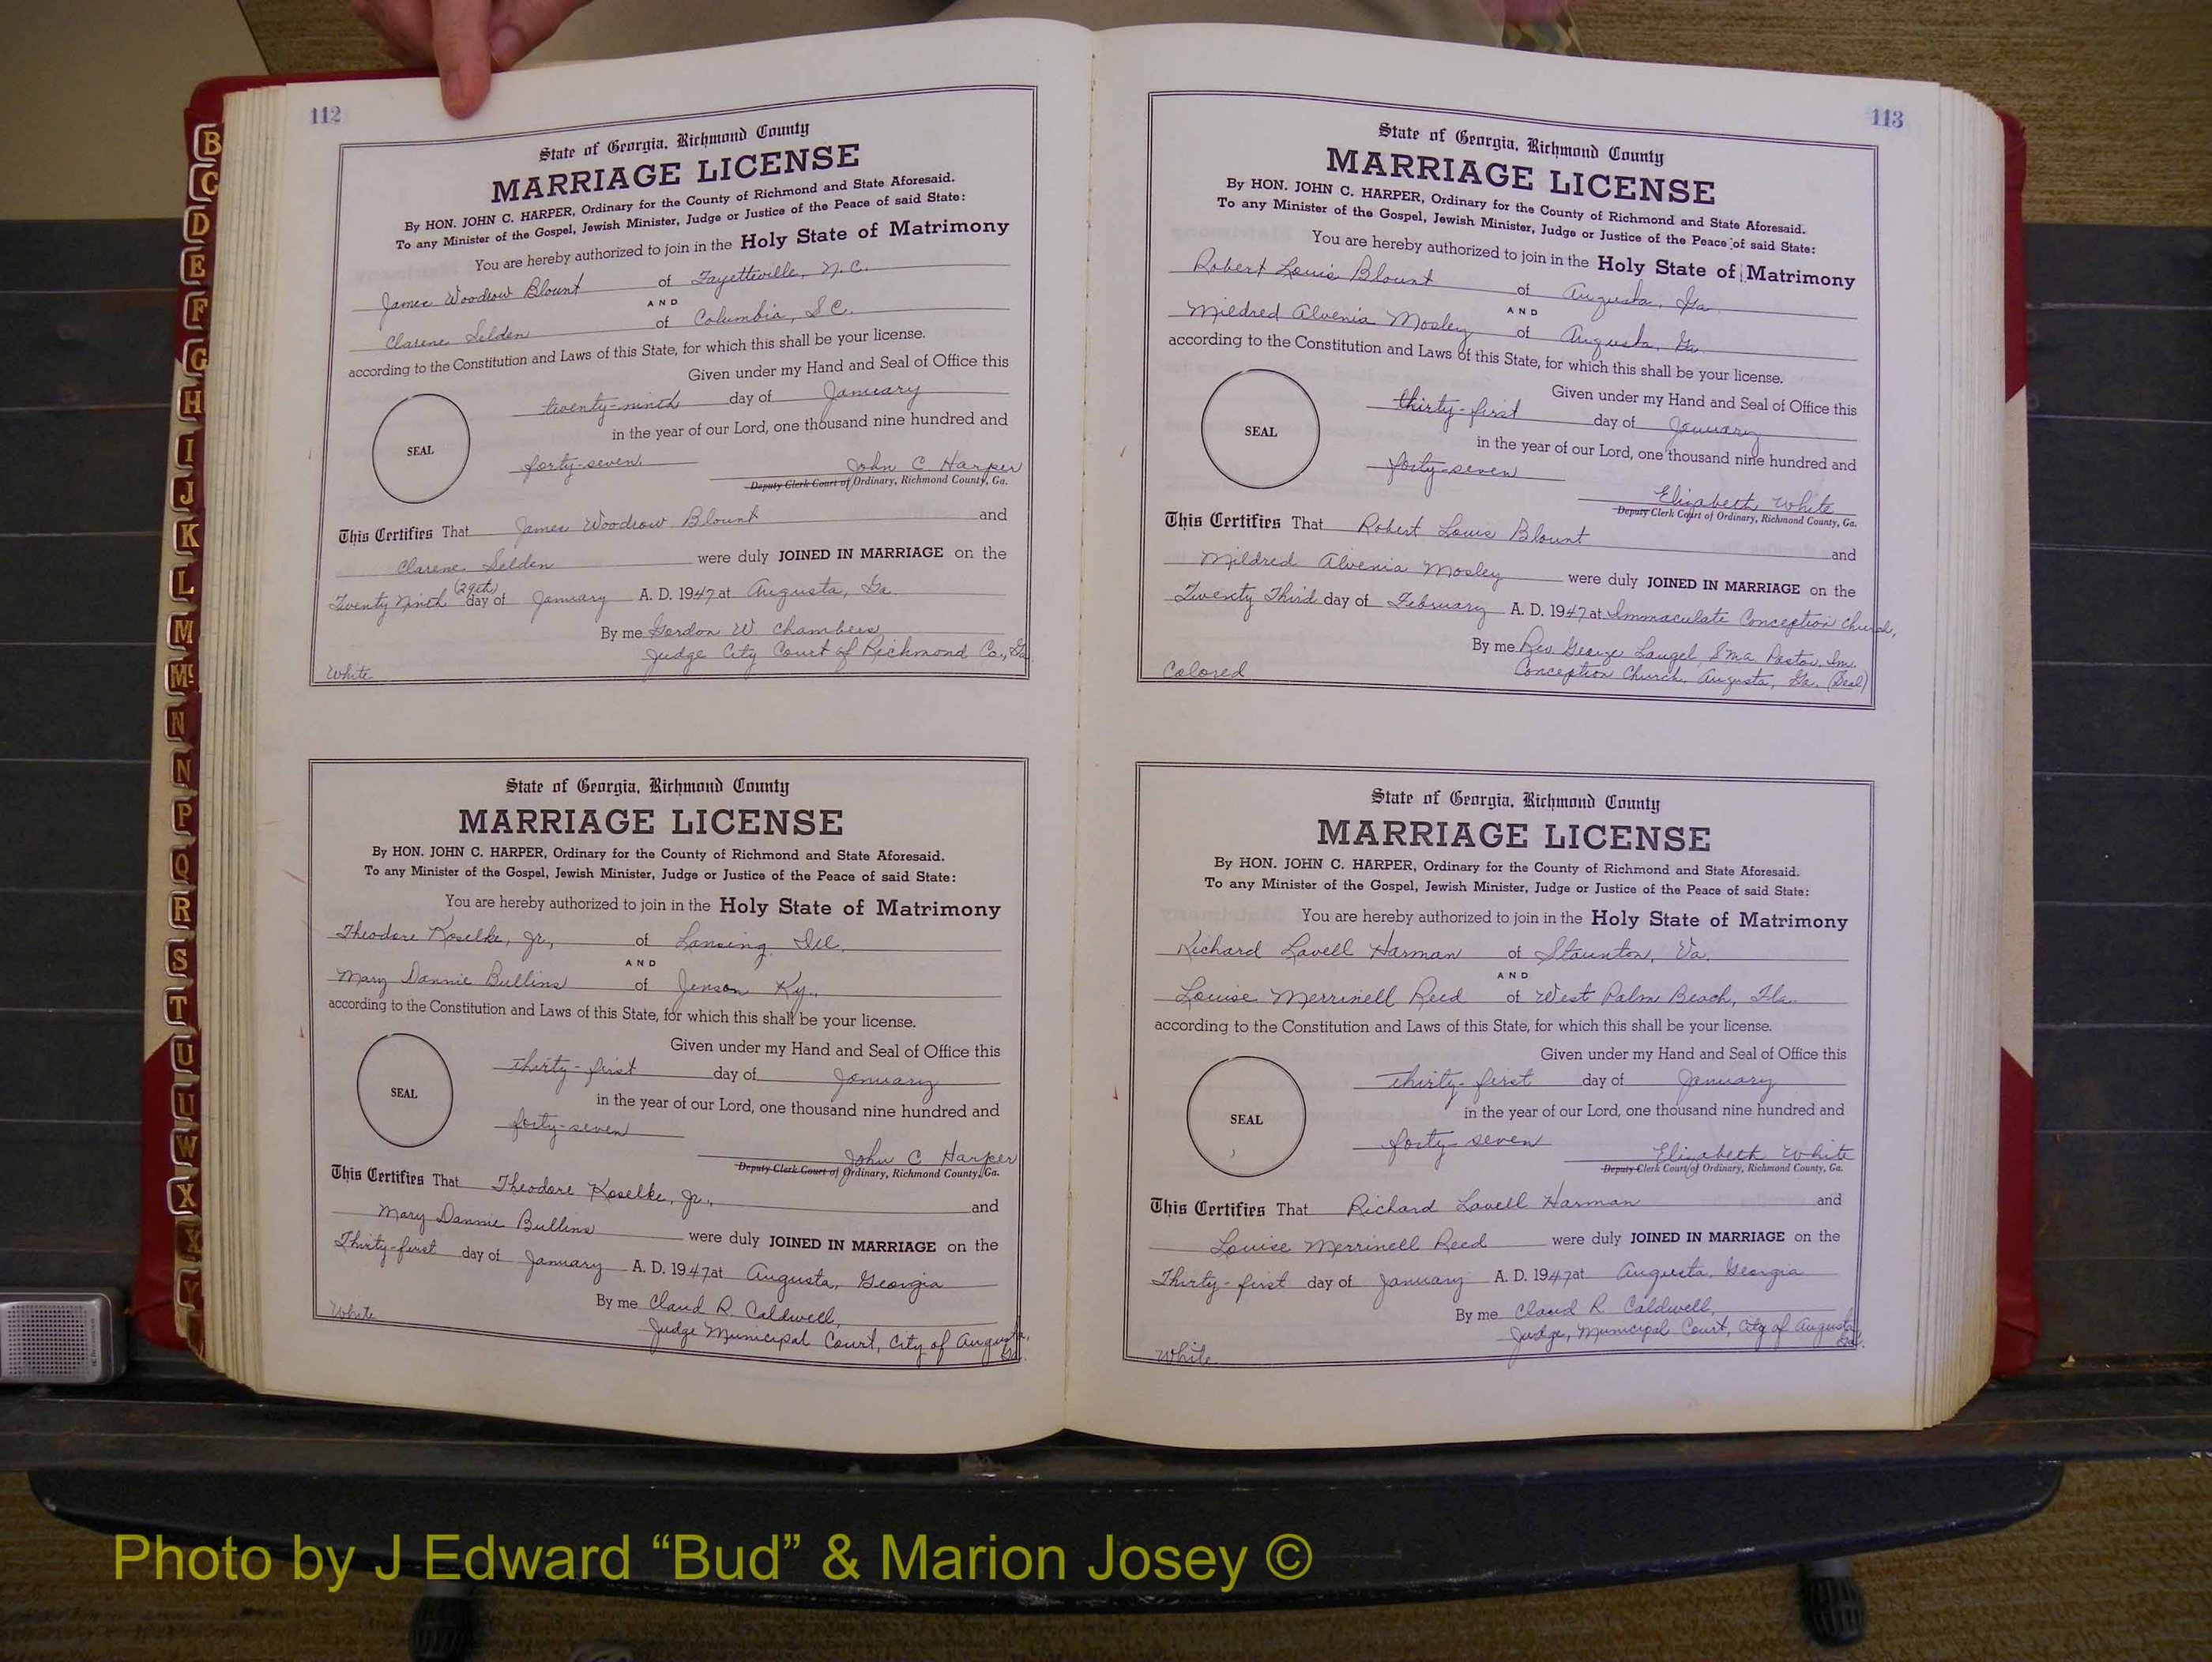 112
State of Georgia, Richmond County
MARRIAGE LICENSE
By HON. JOHN C. HARPER, Ordinary for the County of Richmond and State Aforesaid.
To any Minister of the Gospel, Jewish Minister, Judge or Justice of the Peace of said State:
You are hereby authorized to join in the Holy State of Matrimony
James Woodrow Blount of Fayetteville, N.C.
AND
Clarene Selden of Columbia, S.C.
according to the Constitution and Laws of this State, for which this shall be your license.
Given under my Hand and Seal of Office this
twenty-ninth day of January
in the year of our Lord, one thousand nine hundred and
SEAL
forty-seven. John C. Harper
Deputy Clerk Court of Ordinary, Richmond County, Ga.
This Certifies That James Woodrow Blount and
Clarene Selden were duly JOINED IN MARRIAGE on the
Twenty Ninth (29th) day of January A. D. 1947 at Augusta, Ga.
By me Gordon W Chambers
Judge City Court of Richmond Co., Ga.
White
State of Georgia, Richmond County
MARRIAGE LICENSE
By HON. JOHN C. HARPER, Ordinary for the County of Richmond and State Aforesaid.
To any Minister of the Gospel, Jewish Minister, Judge or Justice of the Peace of said State:
You are hereby authorized to join in the Holy State of Matrimony
Theodore Koselke, Jr., of Lansing, Ill.
AND
Mary Dannie Bullins of Jenson Ky.,
according to the Constitution and Laws of this State, for which this shall be your license.
Given under my Hand and Seal of Office this
Thirty-first day of January
in the year of our Lord, one thousand nine hundred and
SEAL
forty-seven John C Harper
Deputy Clerk Court of Ordinary, Richmond County, Ga.
This Certifies That Theodore Koselke, Jr., and
Mary Dannie Bullins were duly JOINED IN MARRIAGE on the
Thirty-first day of January A. D. 1947 at Augusta, Georgia
By me Claud R. Caldwell,
Judge Municipal Court, City of Augusta, Ga.
White
113
State of Georgia, Richmond County
MARRIAGE LICENSE
By HON. JOHN C. HARPER, Ordinary for the County of Richmond and State Aforesaid.
To any Minister of the Gospel, Jewish Minister, Judge or Justice of the Peace of said State:
You are hereby authorized to join in the Holy State of Matrimony
Robert Louis Blount of Augusta, Ga
AND
Mildred Alvenia Mosley of Augusta, Ga.
according to the Constitution and Laws of this State, for which this shall be your license.
Given under my Hand and Seal of Office this
thirty-first day of January
in the year of our Lord, one thousand nine hundred and
SEAL
forty-seven Elizabeth White
Deputy Clerk Court of Ordinary, Richmond County, Ga.
This Certifies That Robert Louis Blount and
Mildred Alvenia Mosley were duly JOINED IN MARRIAGE on the
Twenty Third day of February A. D. 1947 at Immaculate Conception Church,
By me Rev George Laugel, SMA Pastor, Im.
Conception Church, Augusta, Ga. (Seal)
Colored
State of Georgia, Richmond County
MARRIAGE LICENSE
By HON. JOHN C. HARPER, Ordinary for the County of Richmond and State Aforesaid.
To any Minister of the Gospel, Jewish Minister, Judge or Justice of the Peace of said State:
You are hereby authorized to join in the Holy State of Matrimony
Richard Lavell Harman of Staunton, Va.
AND
Louise Merrinell Reed of West Palm Beach, Fla.
according to the Constitution and Laws of this State, for which this shall be your license.
Given under my Hand and Seal of Office this
Thirty-first day of January
in the year of our Lord, one thousand nine hundred and
SEAL
forty-seven Elizabeth White
Deputy Clerk Court of Ordinary, Richmond County, Ga.
This Certifies That Richard Lavell Harman and
Louise Merrinell Reed were duly JOINED IN MARRIAGE on the
Thirty-first day of January A. D. 1947 at Augusta, Georgia
By me Claud R. Caldwell,
Judge, Municipal Court, City of Augusta Ga.
White.
B
C
D
E
F
G
H
I
J
K
L
M
Mc
N
N
P
Q
R
S
T
U
U
W
X
X
X
Y
Photo by J Edward “Bud” & Marion Josey ©